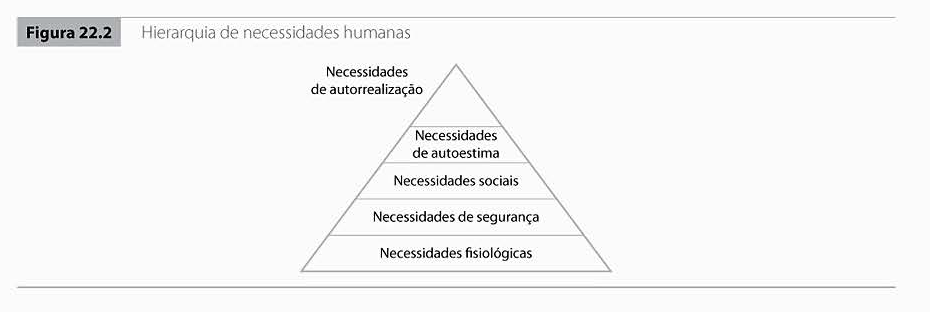 Figura 22.2 Hierarquia de necessidades humanas
Necessidades
de autorrealização
Necessidades
de autoestima
Necessidades sociais
Necessidades de segurança
Necessidades fisiológicas